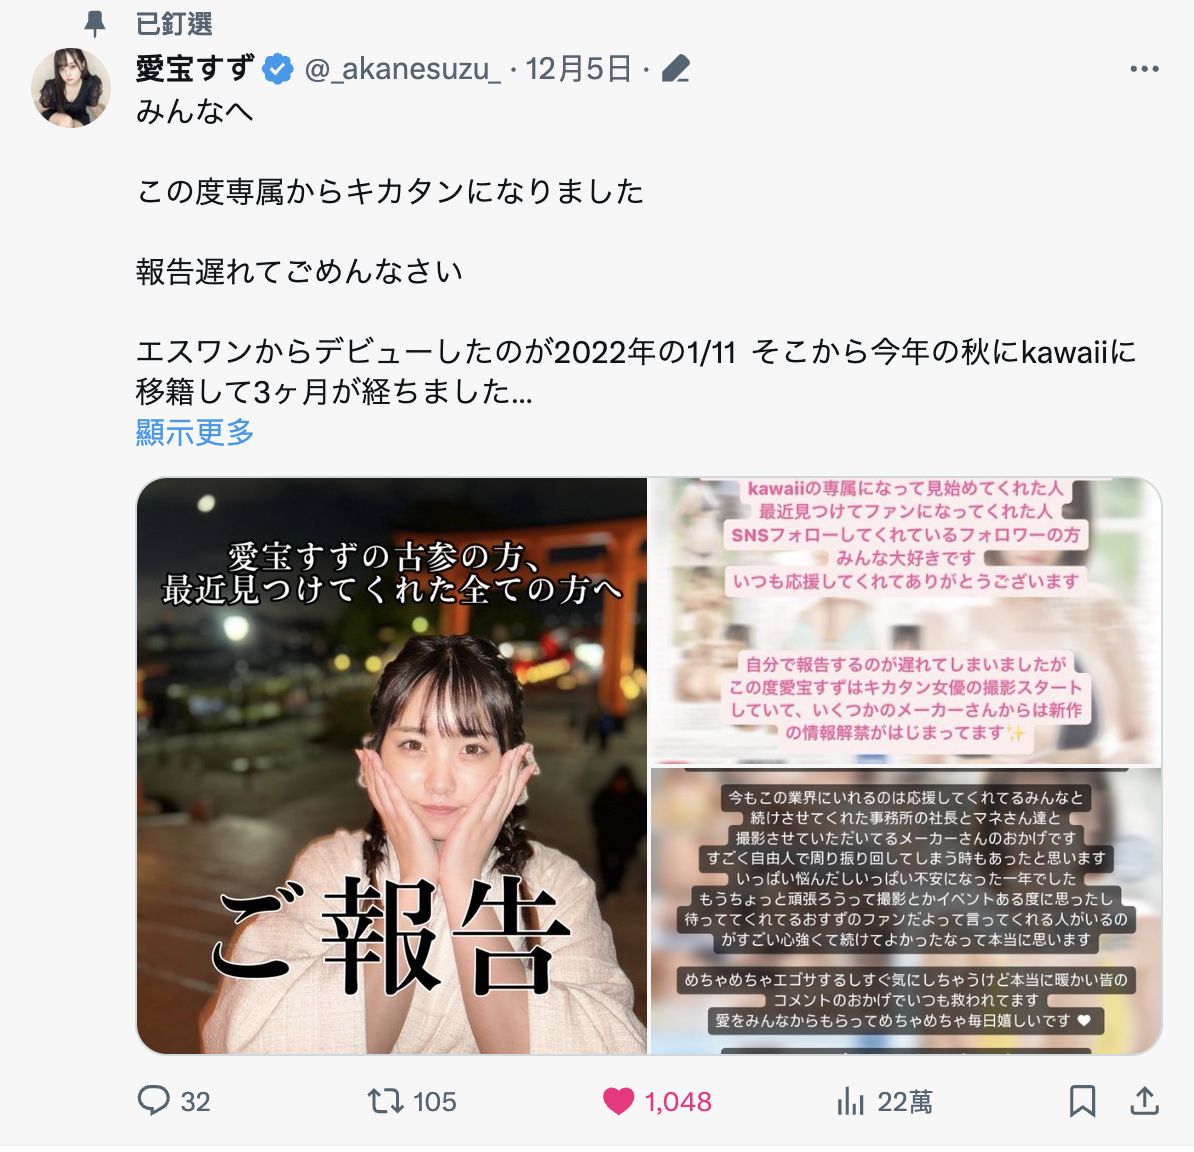 已釘選
愛宝すず @_akanesuzu_ · 12月5日 ·
みんなへ
この度専属からキカタンになりました
報告遅れてごめんなさい
エスワンからデビューしたのが2022年の1/11 そこから今年の秋にkawaiiに
移籍して3ヶ月が経ちました...
顯示更多
愛宝すずの古参の方、
最近見つけてくれた全ての方へ
ご報告
kawaiiの専属になって見始めてくれた人
最近見つけてファンになってくれた人
SNSフォローしてくれているフォロワーの方
みんな大好きです
いつも応援してくれてありがとうございます
自分で報告するのが遅れてしまいましたが
この度愛宝すずはキカタン女優の撮影スタート
していて、いくつかのメーカーさんからは新作
の情報解禁がはじまってます✨
今もこの業界にいれるのは応援してくれてるみんなと
続けさせてくれた事務所の社長とマネさん達と
撮影させていただいてるメーカーさんのおかげです
すごく自由人で周り振り回してしまう時もあったと思います
いっぱい悩んだしいっぱい不安になった一年でした
もうちょっと頑張ろうって撮影とかイベントある度に思ったし
待っててくれてるおすずのファンだよって言ってくれる人がいるの
がすごい心強くて続けてよかったなって本当に思います
めちゃめちゃエゴサするしすぐ気にしちゃうけど本当に暖かい皆の
コメントのおかげでいつも救われてます
愛をみんなからもらってめちゃめちゃ毎日嬉しいです♥
32
105
1,048
22萬